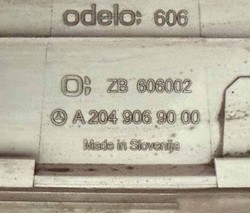 odelo: 606
O: ZB 606002
A 204 906 90 00
Made in Slovenija